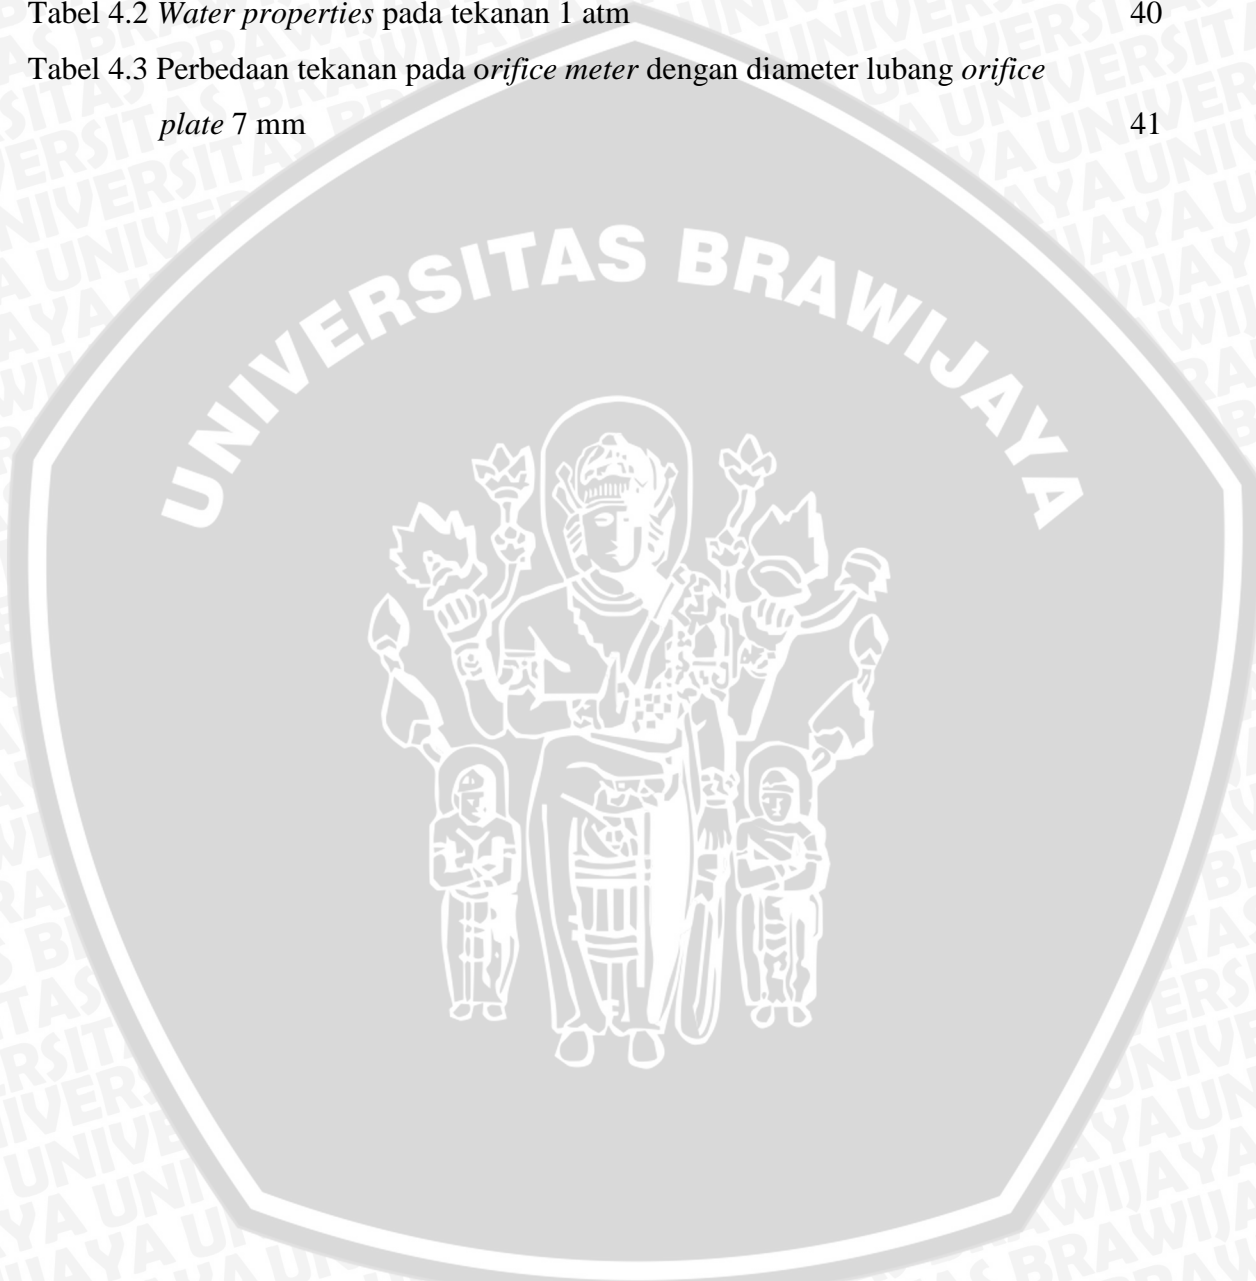 Tabel 4.2 Water properties pada tekanan 1 atm 40
Tabel 4.3 Perbedaan tekanan pada orifice meter dengan diameter lubang orifice
plate 7 mm 41
UNIVERSITAS BRAWIJAYA